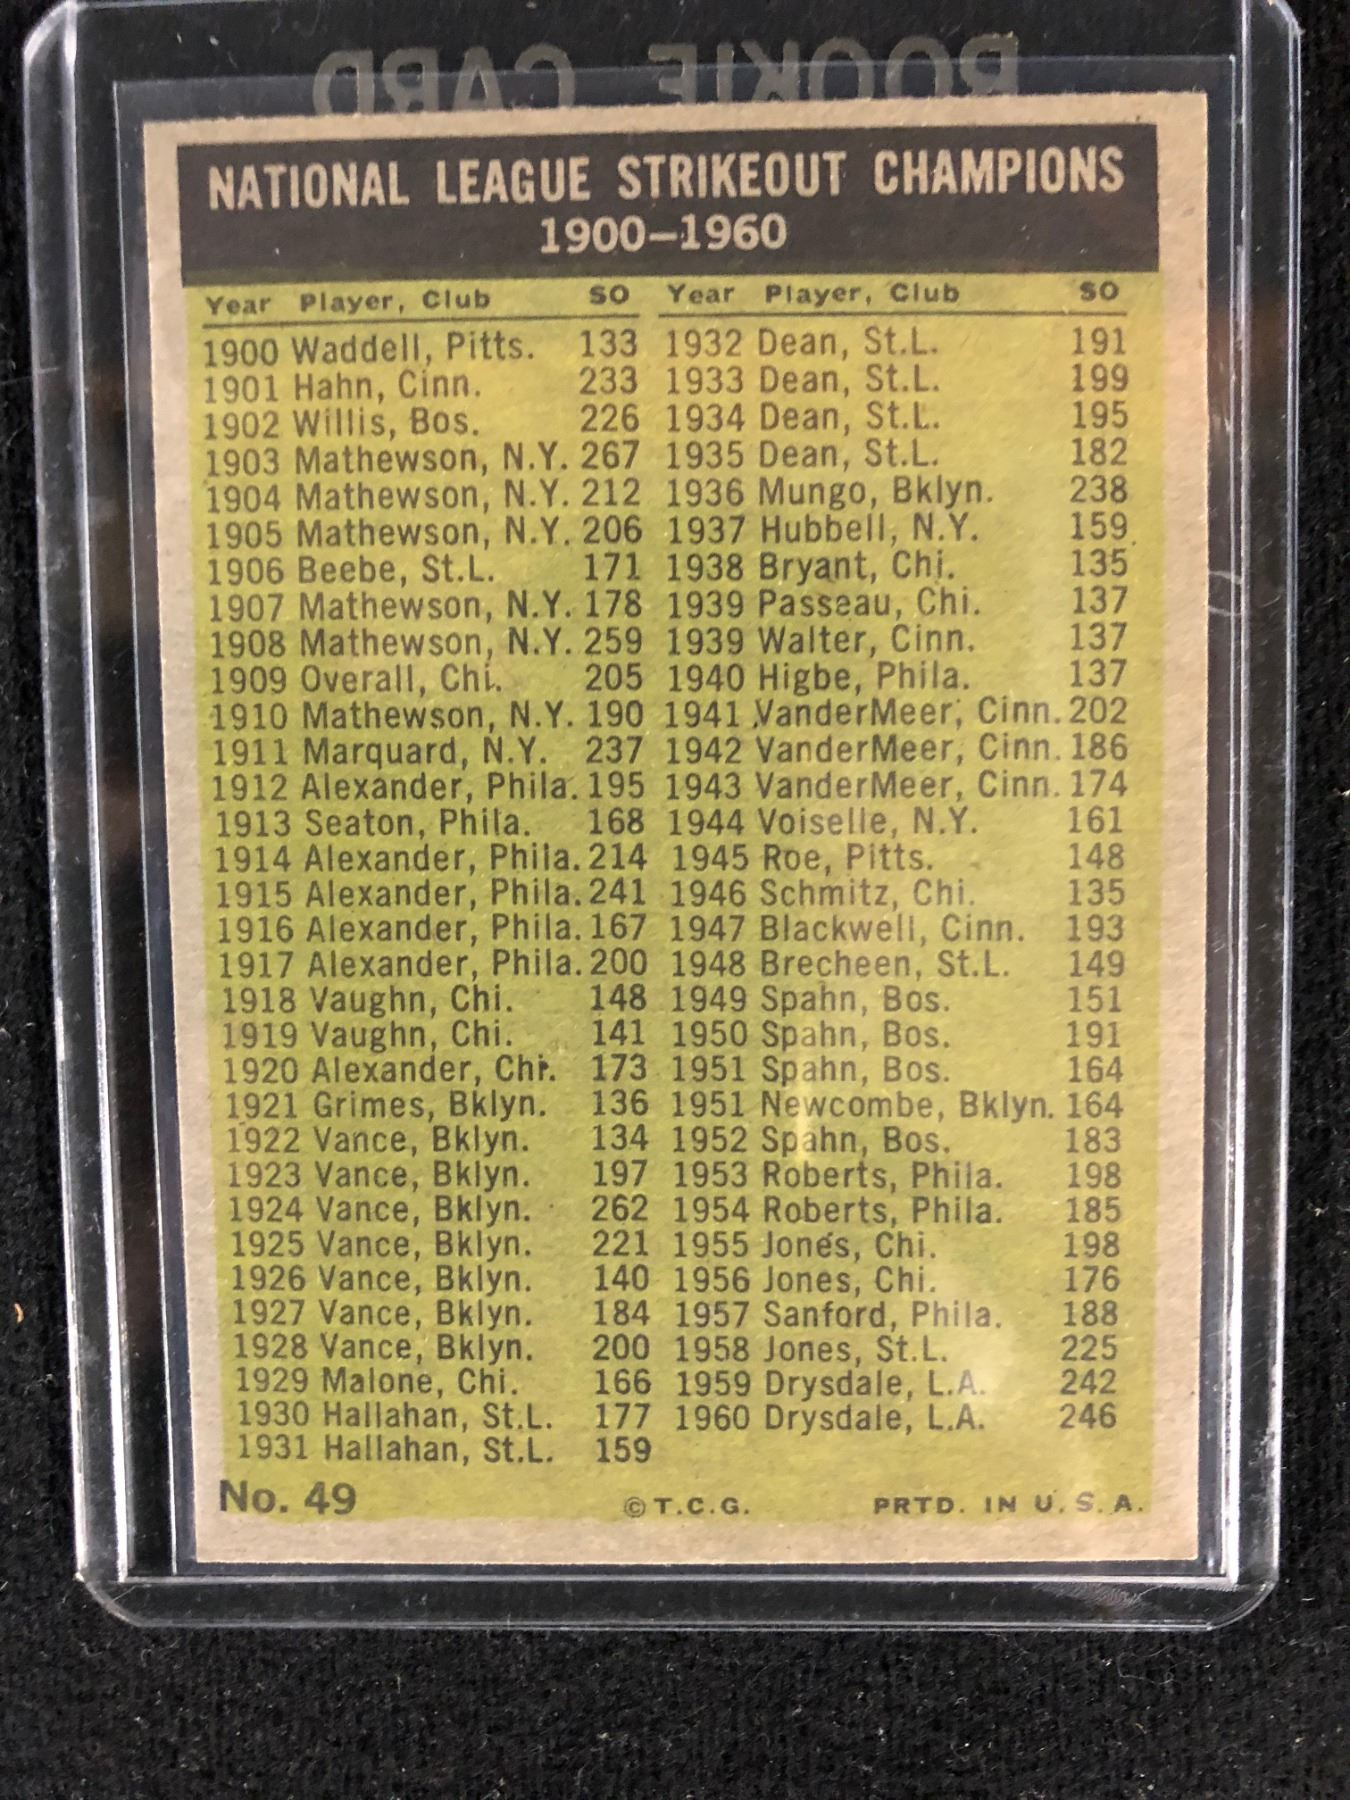 ROOKIE CARD
NATIONAL LEAGUE STRIKEOUT CHAMPIONS
1900–1960
Year Player, Club SO
1900 Waddell, Pitts. 133
1901 Hahn, Cinn. 233
1902 Willis, Bos. 226
1903 Mathewson, N.Y. 267
1904 Mathewson, N.Y. 212
1905 Mathewson, N.Y. 206
1906 Beebe, St.L. 171
1907 Mathewson, N.Y. 178
1908 Mathewson, N.Y. 259
1909 Overall, Chi. 205
1910 Mathewson, N.Y. 190
1911 Marquard, N.Y. 237
1912 Alexander, Phila. 195
1913 Seaton, Phila. 168
1914 Alexander, Phila. 214
1915 Alexander, Phila. 241
1916 Alexander, Phila. 167
1917 Alexander, Phila. 200
1918 Vaughn, Chi. 148
1919 Vaughn, Chi. 141
1920 Alexander, Chi. 173
1921 Grimes, Bklyn. 136
1922 Vance, Bklyn. 134
1923 Vance, Bklyn. 197
1924 Vance, Bklyn. 262
1925 Vance, Bklyn. 221
1926 Vance, Bklyn. 140
1927 Vance, Bklyn. 184
1928 Vance, Bklyn. 200
1929 Malone, Chi. 166
1930 Hallahan, St.L. 177
1931 Hallahan, St.L. 159
Year Player, Club SO
1932 Dean, St.L. 191
1933 Dean, St.L. 199
1934 Dean, St.L. 195
1935 Dean, St.L. 182
1936 Mungo, Bklyn. 238
1937 Hubbell, N.Y. 159
1938 Bryant, Chi. 135
1939 Passeau, Chi. 137
1939 Walter, Cinn. 137
1940 Higbe, Phila. 137
1941 VanderMeer, Cinn. 202
1942 VanderMeer, Cinn. 186
1943 VanderMeer, Cinn. 174
1944 Voiselle, N.Y. 161
1945 Roe, Pitts. 148
1946 Schmitz, Chi. 135
1947 Blackwell, Cinn. 193
1948 Brecheen, St.L. 149
1949 Spahn, Bos. 151
1950 Spahn, Bos. 191
1951 Spahn, Bos. 164
1951 Newcombe, Bklyn. 164
1952 Spahn, Bos. 183
1953 Roberts, Phila. 198
1954 Roberts, Phila. 185
1955 Jones, Chi. 198
1956 Jones, Chi. 176
1957 Sanford, Phila. 188
1958 Jones, St.L. 225
1959 Drysdale, L.A. 242
1960 Drysdale, L.A. 246
No. 49 © T.C.G. PRTD. IN U.S.A.